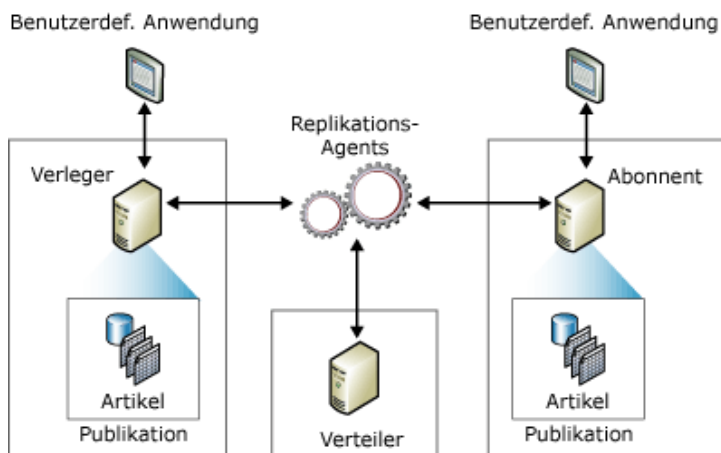 Benutzerdef. Anwendung
Benutzerdef. Anwendung
Replikations-
Agents
Verleger
Abonnent
Artikel
Publikation
Verteiler
Artikel
Publikation